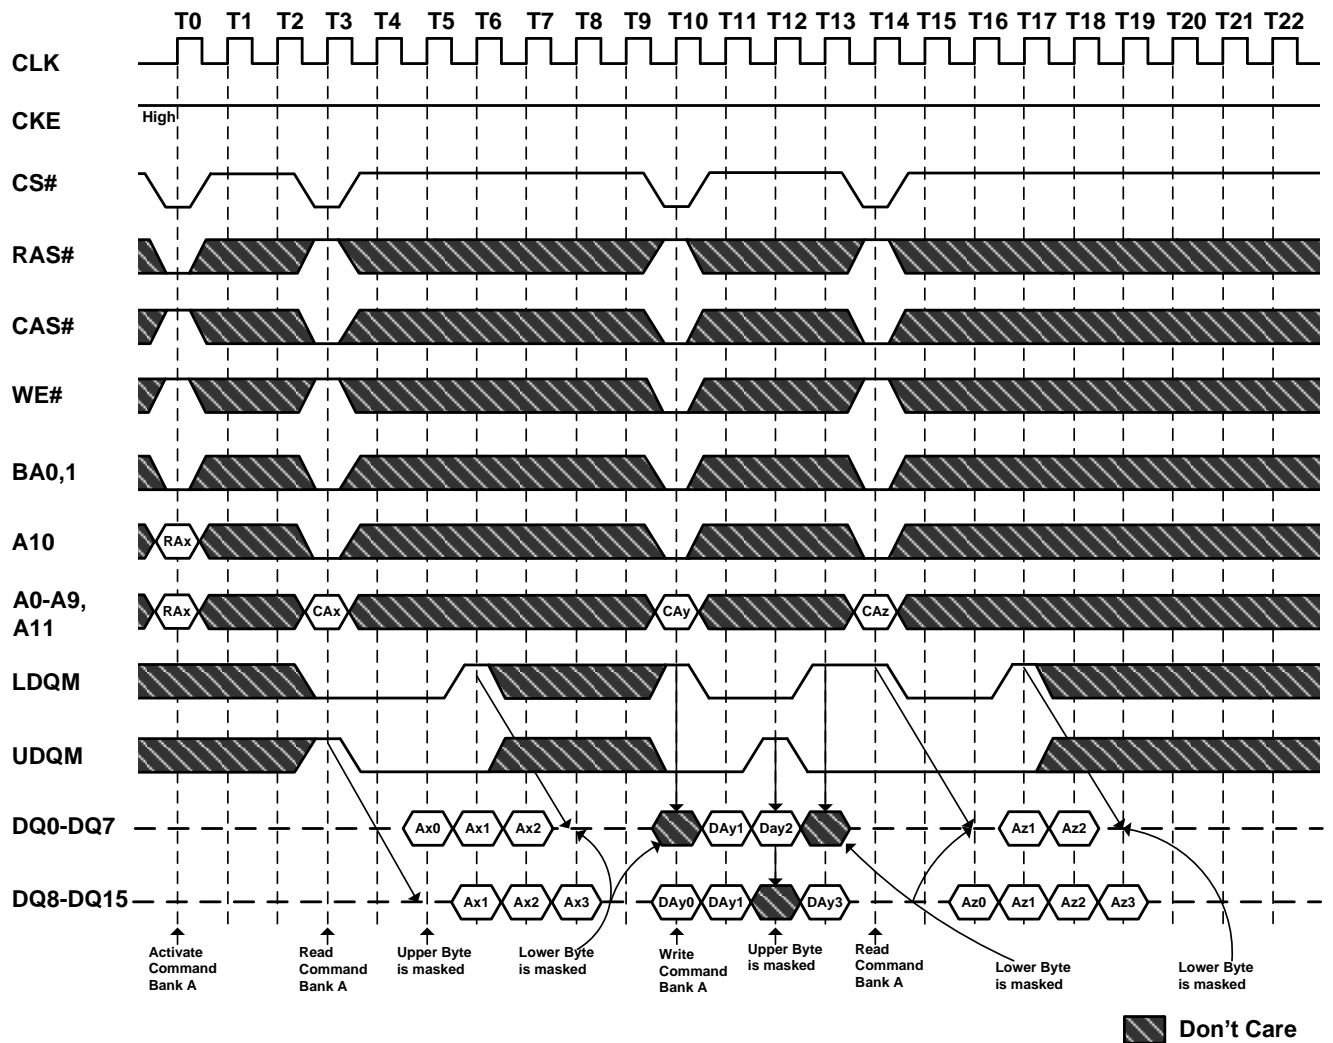 T0 T1 T2 T3 T4 T5 T6 T7 T8 T9 T10 T11 T12 T13 T14 T15 T16 T17 T18 T19 T20 T21 T22
CLK
CKE
High
CS#
RAS#
CAS#
WE#
BA0,1
A10
RAx
A0-A9,
A11
RAx CAx CAy CAz
LDQM
UDQM
DQ0-DQ7
Ax0 Ax1 Ax2 DAy1 Day2 Az1 Az2
DQ8-DQ15
Ax1 Ax2 Ax3 DAy0 DAy1 DAy3 Az0 Az1 Az2 Az3
Activate
Command
Bank A
Read
Command
Bank A
Upper Byte
is masked
Lower Byte
is masked
Write
Command
Bank A
Upper Byte
is masked
Read
Command
Bank A
Lower Byte
is masked
Lower Byte
is masked
Don't Care